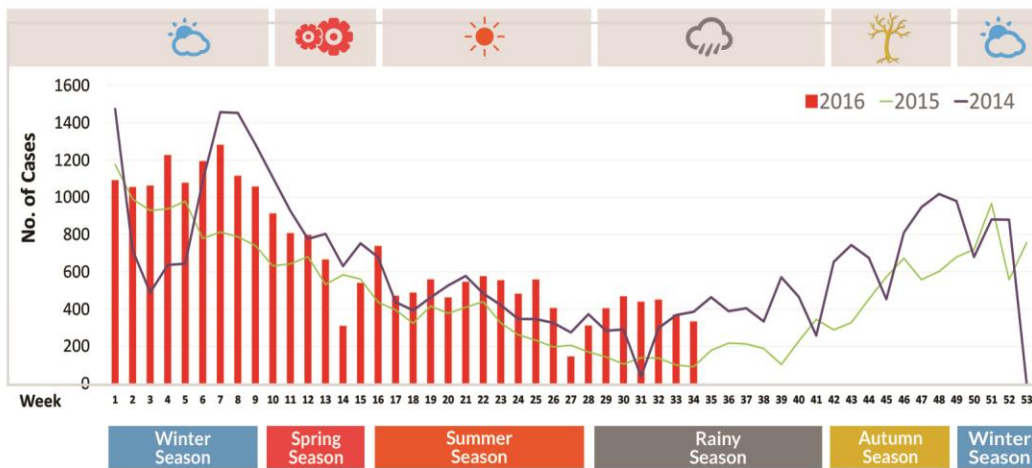 1600
2016 2015 2014
1400
1200
1000
800
600
400
200
0
No. of Cases
Week 1 2 3 4 5 6 7 8 9 10 11 12 13 14 15 16 17 18 19 20 21 22 23 24 25 26 27 28 29 30 31 32 33 34 35 36 37 38 39 40 41 42 43 44 45 46 47 48 49 50 51 52 53
Winter Season
Spring Season
Summer Season
Rainy Season
Autumn Season
Winter Season